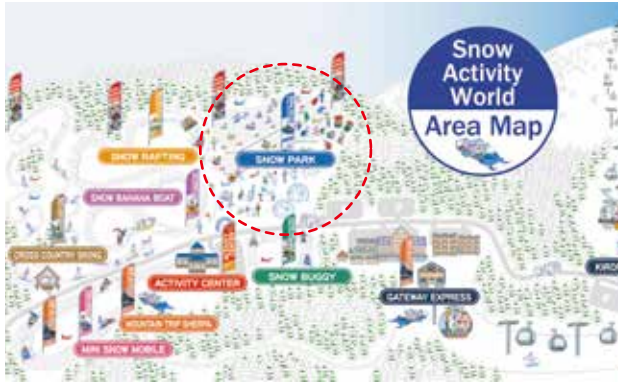 Snow
Activity
World
Area Map
SNOW RAFTING
SNOW PARK
SNOW BANANA BOAT
CROSS COUNTRY SKIING
ACTIVITY CENTER
SNOW BUGGY
GATEWAY EXPRESS
KIRO
MOUNTAIN TRIP SHERPA
MINI SNOW MOBILE